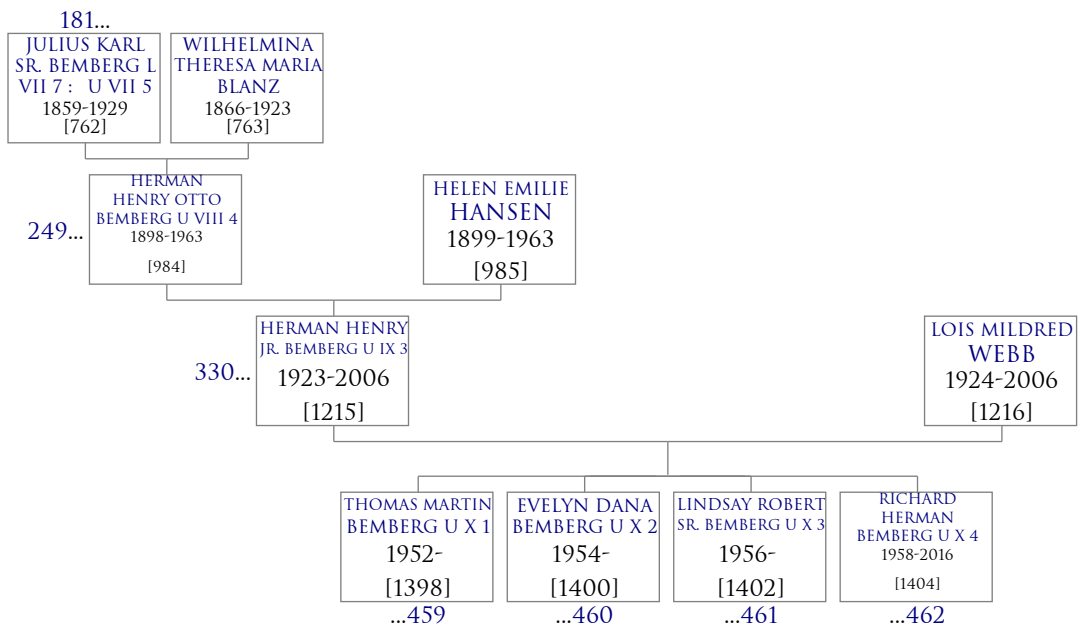 181...
JULIUS KARL
SR. BEMBERG L
VII 7 : U VII 5
1859-1929
[762]
WILHELMINA
THERESA MARIA
BLANZ
1866-1923
[763]
249...
HERMAN
HENRY OTTO
BEMBERG U VIII 4
1898-1963
[984]
HELEN EMILIE
HANSEN
1899-1963
[985]
330...
HERMAN HENRY
JR. BEMBERG U IX 3
1923-2006
[1215]
LOIS MILDRED
WEBB
1924-2006
[1216]
THOMAS MARTIN
BEMBERG U X 1
1952-
[1398]
...459
EVELYN DANA
BEMBERG U X 2
1954-
[1400]
...460
LINDSAY ROBERT
SR. BEMBERG U X 3
1956-
[1402]
...461
RICHARD
HERMAN
BEMBERG U X 4
1958-2016
[1404]
...462